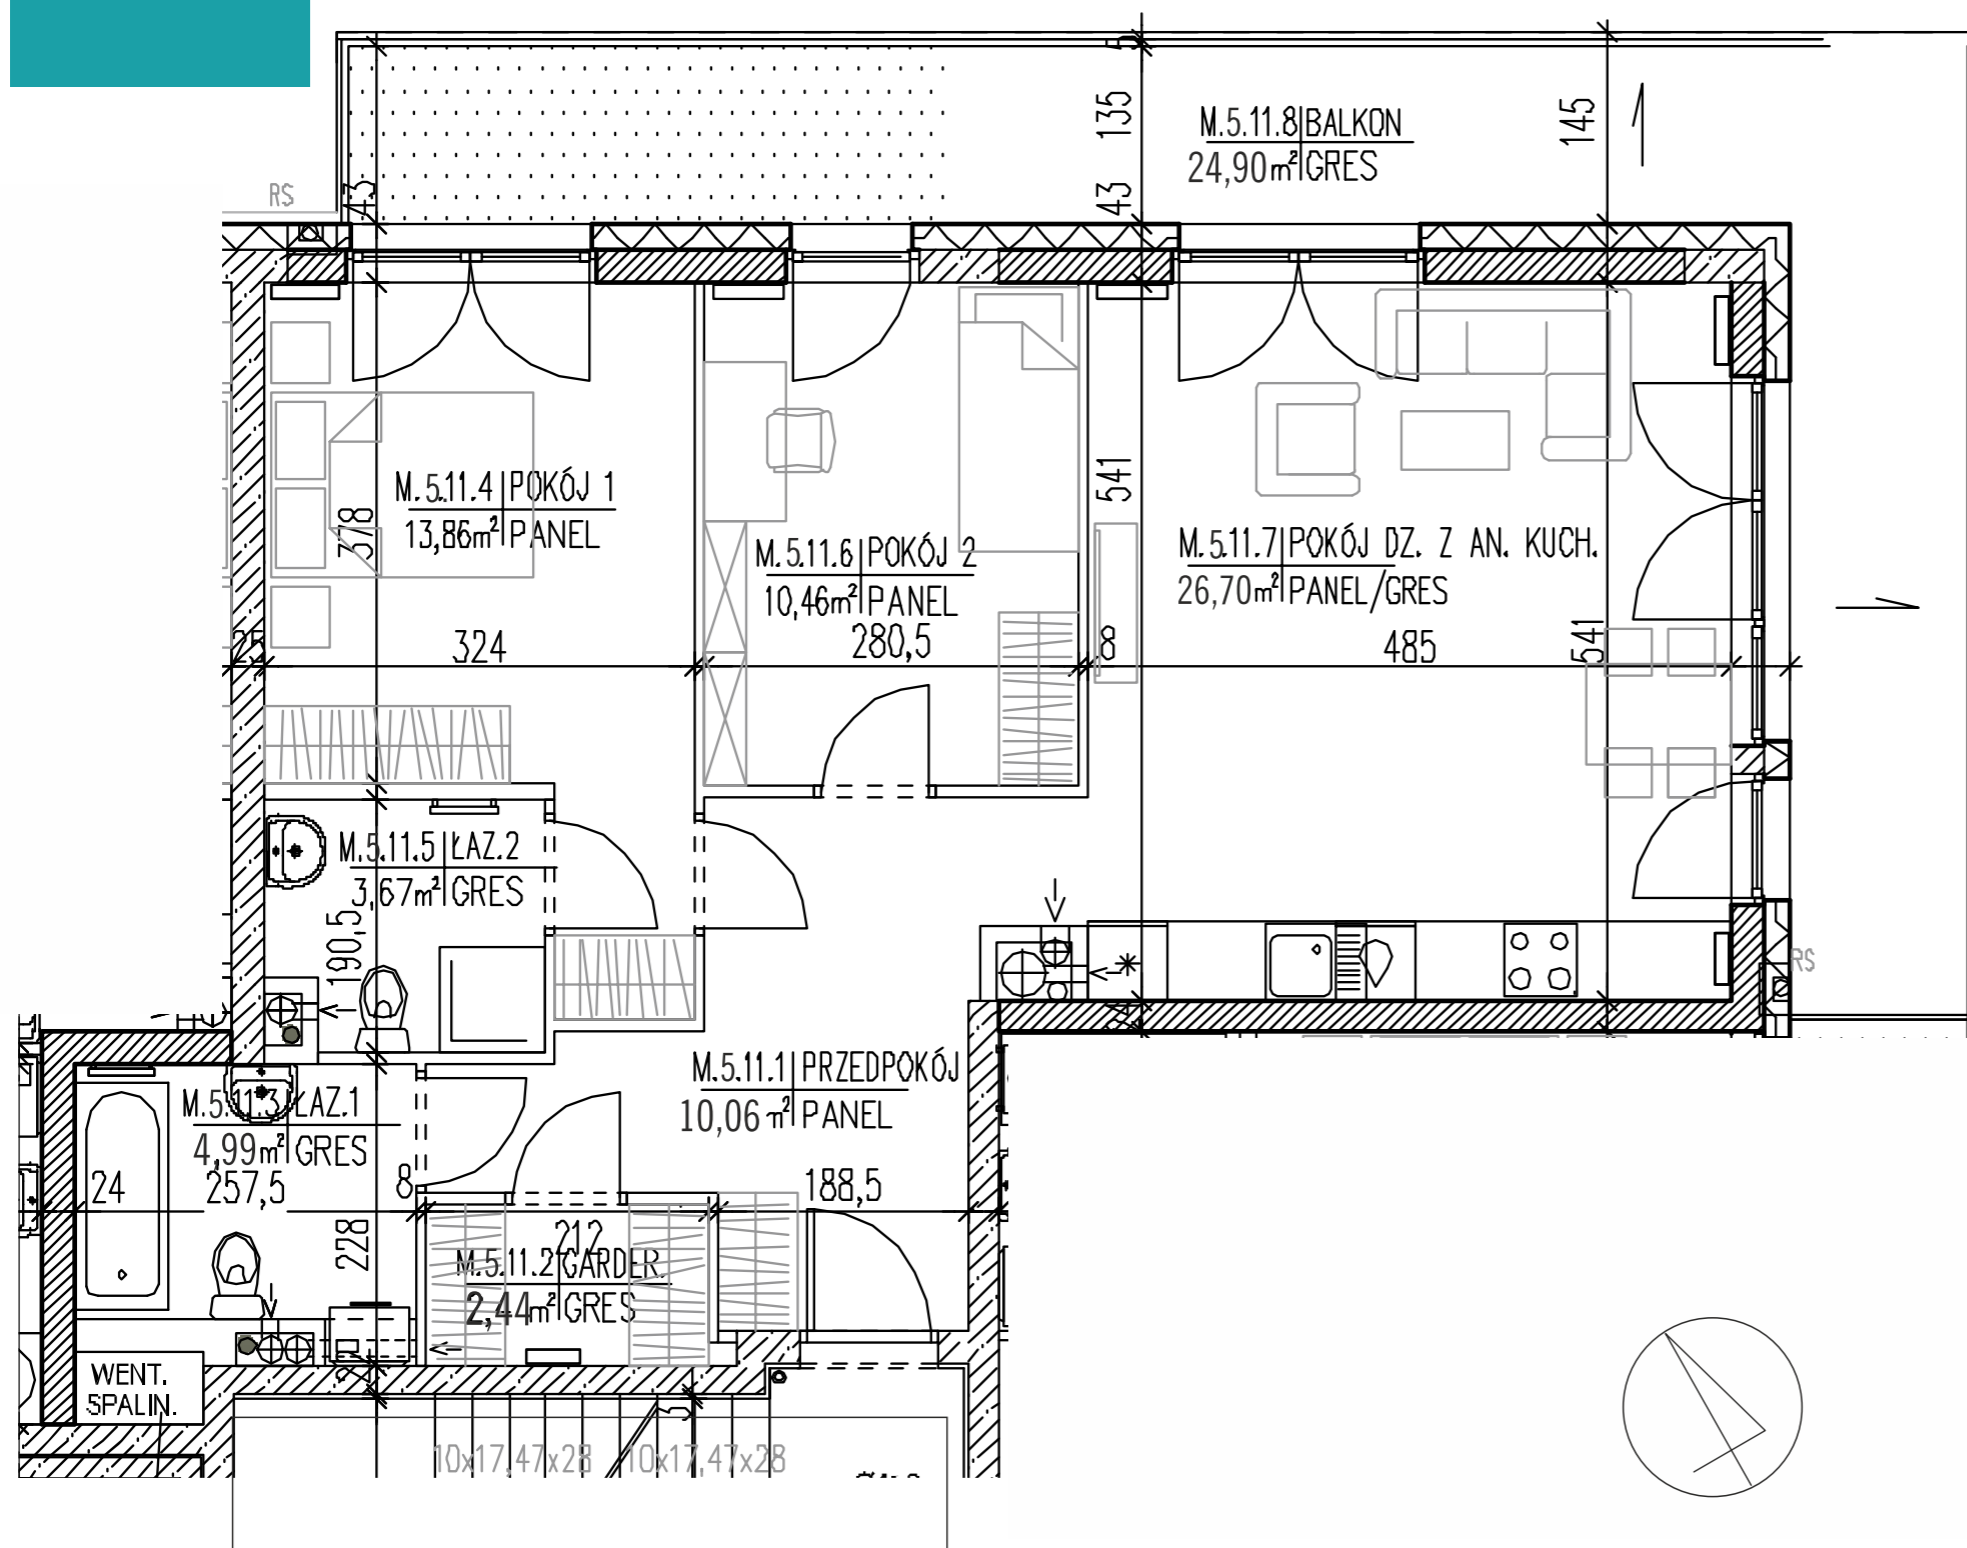 5
135
M.5.11.8 BALKON
24,90m² GRES
145
RS
43
43
M.5.11.4 POKÓJ 1
13,86m² PANEL
378
541
M.5.11.6 POKÓJ 2
10,46m² PANEL
M.5.11.7 POKÓJ DZ. Z AN. KUCH.
26,70m² PANEL/GRES
25
324
280,5
8
485
541
M.5.11.5 ŁAZ.2
3,67m² GRES
190,5
RS
24
M.5.11.1 PRZEDPOKÓJ
10,06m² PANEL
M.5.11.3 ŁAZ.1
4,99m² GRES
24
257,5
8
188,5
228
212
M.5.11.2 GARDER.
2,44m² GRES
WENT.
SPALIN.
10x17,47x28
10x17,47x28